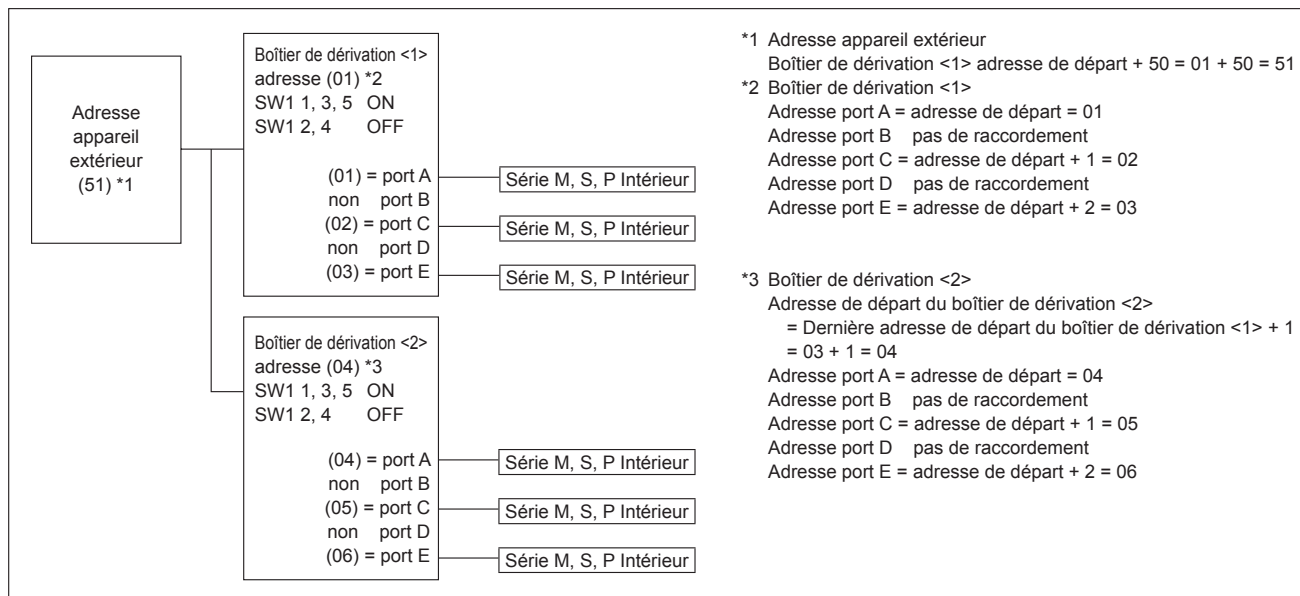 Adresse
appareil
extérieur
(51) *1
Boîtier de dérivation <1>
adresse (01) *2
SW1 1, 3, 5 ON
SW1 2, 4 OFF
(01) = port A
non port B
(02) = port C
non port D
(03) = port E
Série M, S, P Intérieur
Série M, S, P Intérieur
Série M, S, P Intérieur
Boîtier de dérivation <2>
adresse (04) *3
SW1 1, 3, 5 ON
SW1 2, 4 OFF
(04) = port A
non port B
(05) = port C
non port D
(06) = port E
Série M, S, P Intérieur
Série M, S, P Intérieur
Série M, S, P Intérieur
*1 Adresse appareil extérieur
Boîtier de dérivation <1> adresse de départ + 50 = 01 + 50 = 51
*2 Boîtier de dérivation <1>
Adresse port A = adresse de départ = 01
Adresse port B pas de raccordement
Adresse port C = adresse de départ + 1 = 02
Adresse port D pas de raccordement
Adresse port E = adresse de départ + 2 = 03
*3 Boîtier de dérivation <2>
Adresse de départ du boîtier de dérivation <2>
= Dernière adresse de départ du boîtier de dérivation <1> + 1
= 03 + 1 = 04
Adresse port A = adresse de départ = 04
Adresse port B pas de raccordement
Adresse port C = adresse de départ + 1 = 05
Adresse port D pas de raccordement
Adresse port E = adresse de départ + 2 = 06